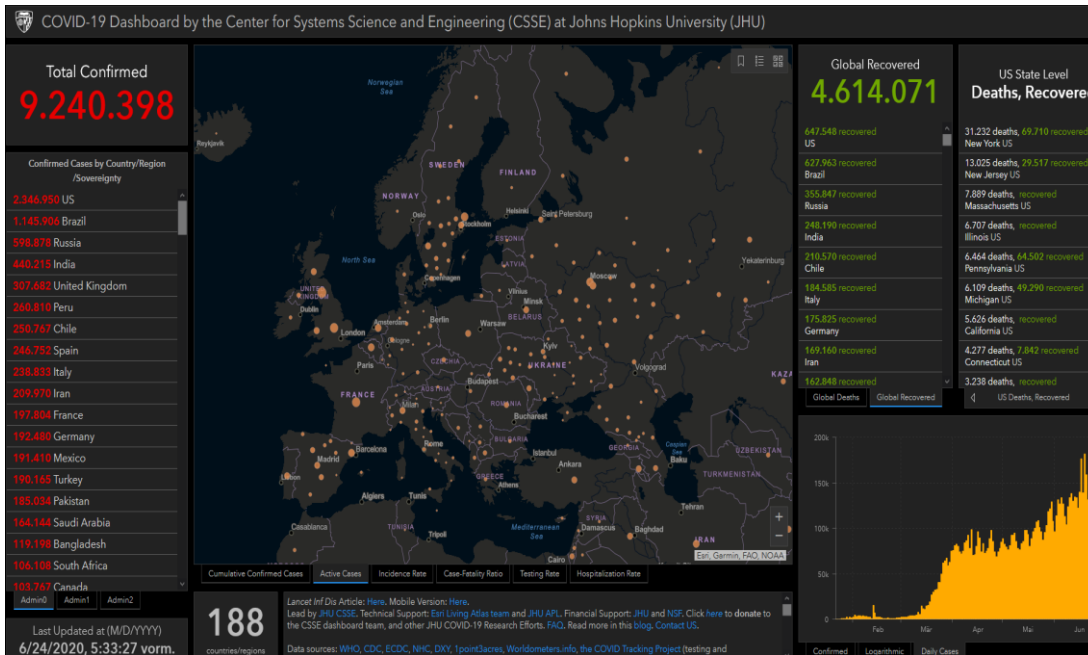 COVID-19 Dashboard by the Center for Systems Science and Engineering (CSSE) at Johns Hopkins University (JHU)
Total Confirmed
9.240.398
Confirmed Cases by Country/Region
/Sovereignty
2.346.950 US
1.145.906 Brazil
598.878 Russia
440.215 India
307.682 United Kingdom
260.810 Peru
250.767 Chile
246.752 Spain
238.833 Italy
209.970 Iran
197.804 France
192.480 Germany
191.410 Mexico
190.165 Turkey
185.034 Pakistan
164.144 Saudi Arabia
119.198 Bangladesh
106.108 South Africa
103.767 Canada
Admin0 Admin1 Admin2
Last Updated at (M/D/YYYY)
6/24/2020, 5:33:27 vorm.
Norwegian
Sea
Reykjavik
SWEDEN
FINLAND
NORWAY
Oslo
Helsinki
Saint Petersburg
Stockholm
ESTONIA
North Sea
LATVIA
Moscow
Yekaterinburg
Copenhagen
UNITED
KINGDOM
Vilnius
Minsk
Dublin
BELARUS
Amsterdam
Berlin
London
Warsaw
Cologne
Kyiv
Paris
CZECHIA
UKRAINE
Volgograd
KAZA
AUSTRIA
Budapest
FRANCE
Milan
ROMANIA
Bucharest
Barcelona
Rome
BULGARIA
GEORGIA
Caspian
Sea
UZBEKISTAN
Madrid
Istanbul
Baku
Lisbon
Ankara
TURKMENISTAN
GREECE
Athens
Algiers
Tunis
Tehran
Casablanca
TUNISIA
SYRIA
Damascus
Baghdad
Tripoli
Mediterranean
Sea
IRAN
Cairo
Esri, Garmin, FAO, NOAA
Cumulative Confirmed Cases Active Cases Incidence Rate Case-Fatality Ratio Testing Rate Hospitalization Rate
188
countries/regions
Lancet Inf Dis Article: Here. Mobile Version: Here.
Lead by JHU CSSE. Technical Support: Esri Living Atlas team and JHU APL. Financial Support: JHU and NSF. Click here to donate to
the CSSE dashboard team, and other JHU COVID-19 Research Efforts. FAQ. Read more in this blog. Contact US.
Data sources: WHO, CDC, ECDC, NHC, DXY, 1point3acres, Worldometers.info, the COVID Tracking Project (testing and
Global Recovered
4.614.071
647.548 recovered
US
627.963 recovered
Brazil
355.847 recovered
Russia
248.190 recovered
India
210.570 recovered
Chile
184.585 recovered
Italy
175.825 recovered
Germany
169.160 recovered
Iran
162.848 recovered
Global Deaths Global Recovered
US State Level
Deaths, Recovered
31.232 deaths, 69.710 recovered
New York US
13.025 deaths, 29.517 recovered
New Jersey US
7.889 deaths, recovered
Massachusetts US
6.707 deaths, recovered
Illinois US
6.464 deaths, 64.502 recovered
Pennsylvania US
6.109 deaths, 49.290 recovered
Michigan US
5.626 deaths, recovered
California US
4.277 deaths, 7.842 recovered
Connecticut US
3.238 deaths, recovered
US Deaths, Recovered
200k
150k
100k
50k
0
Feb Mär Apr Mai Jun
Confirmed Logarithmic Daily Cases